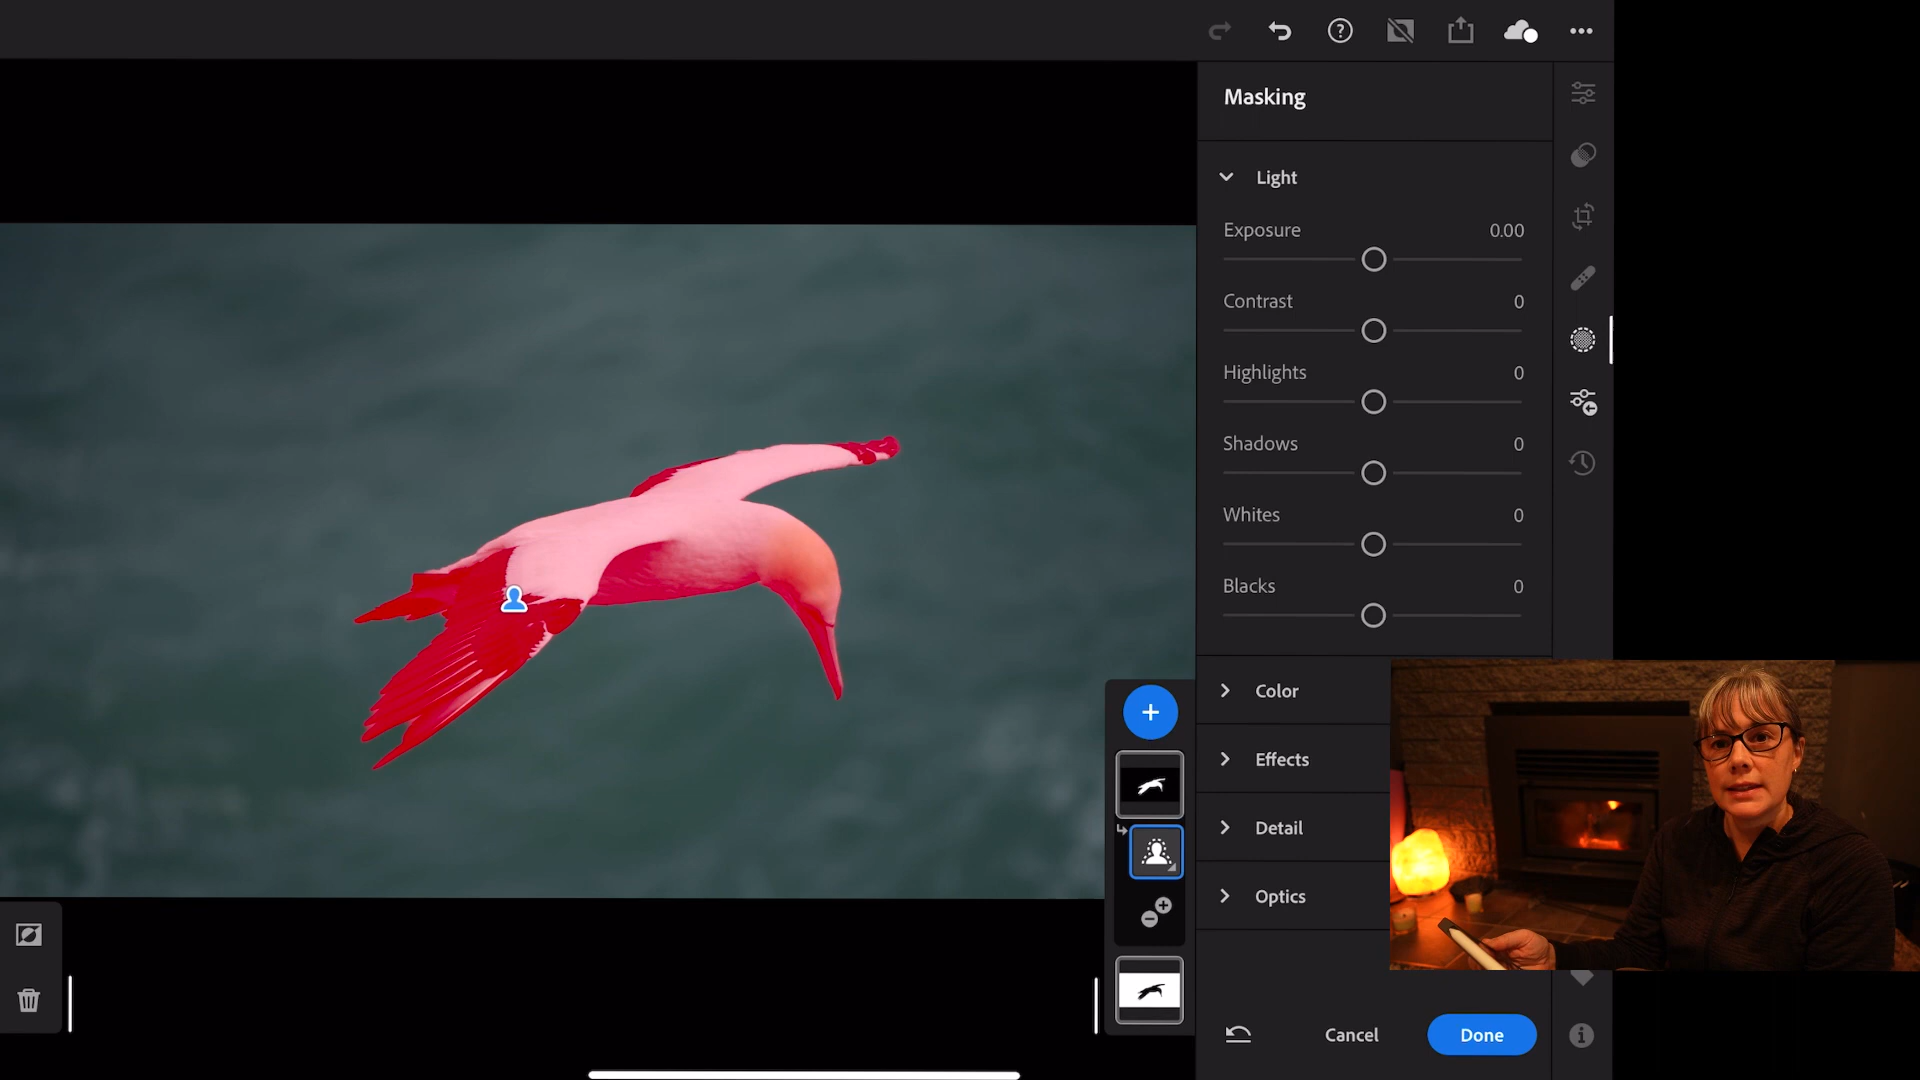 Masking
Light
Exposure 0.00
Contrast 0
Highlights 0
Shadows 0
Whites 0
Blacks 0
Color
Effects
Detail
Optics
Cancel Done